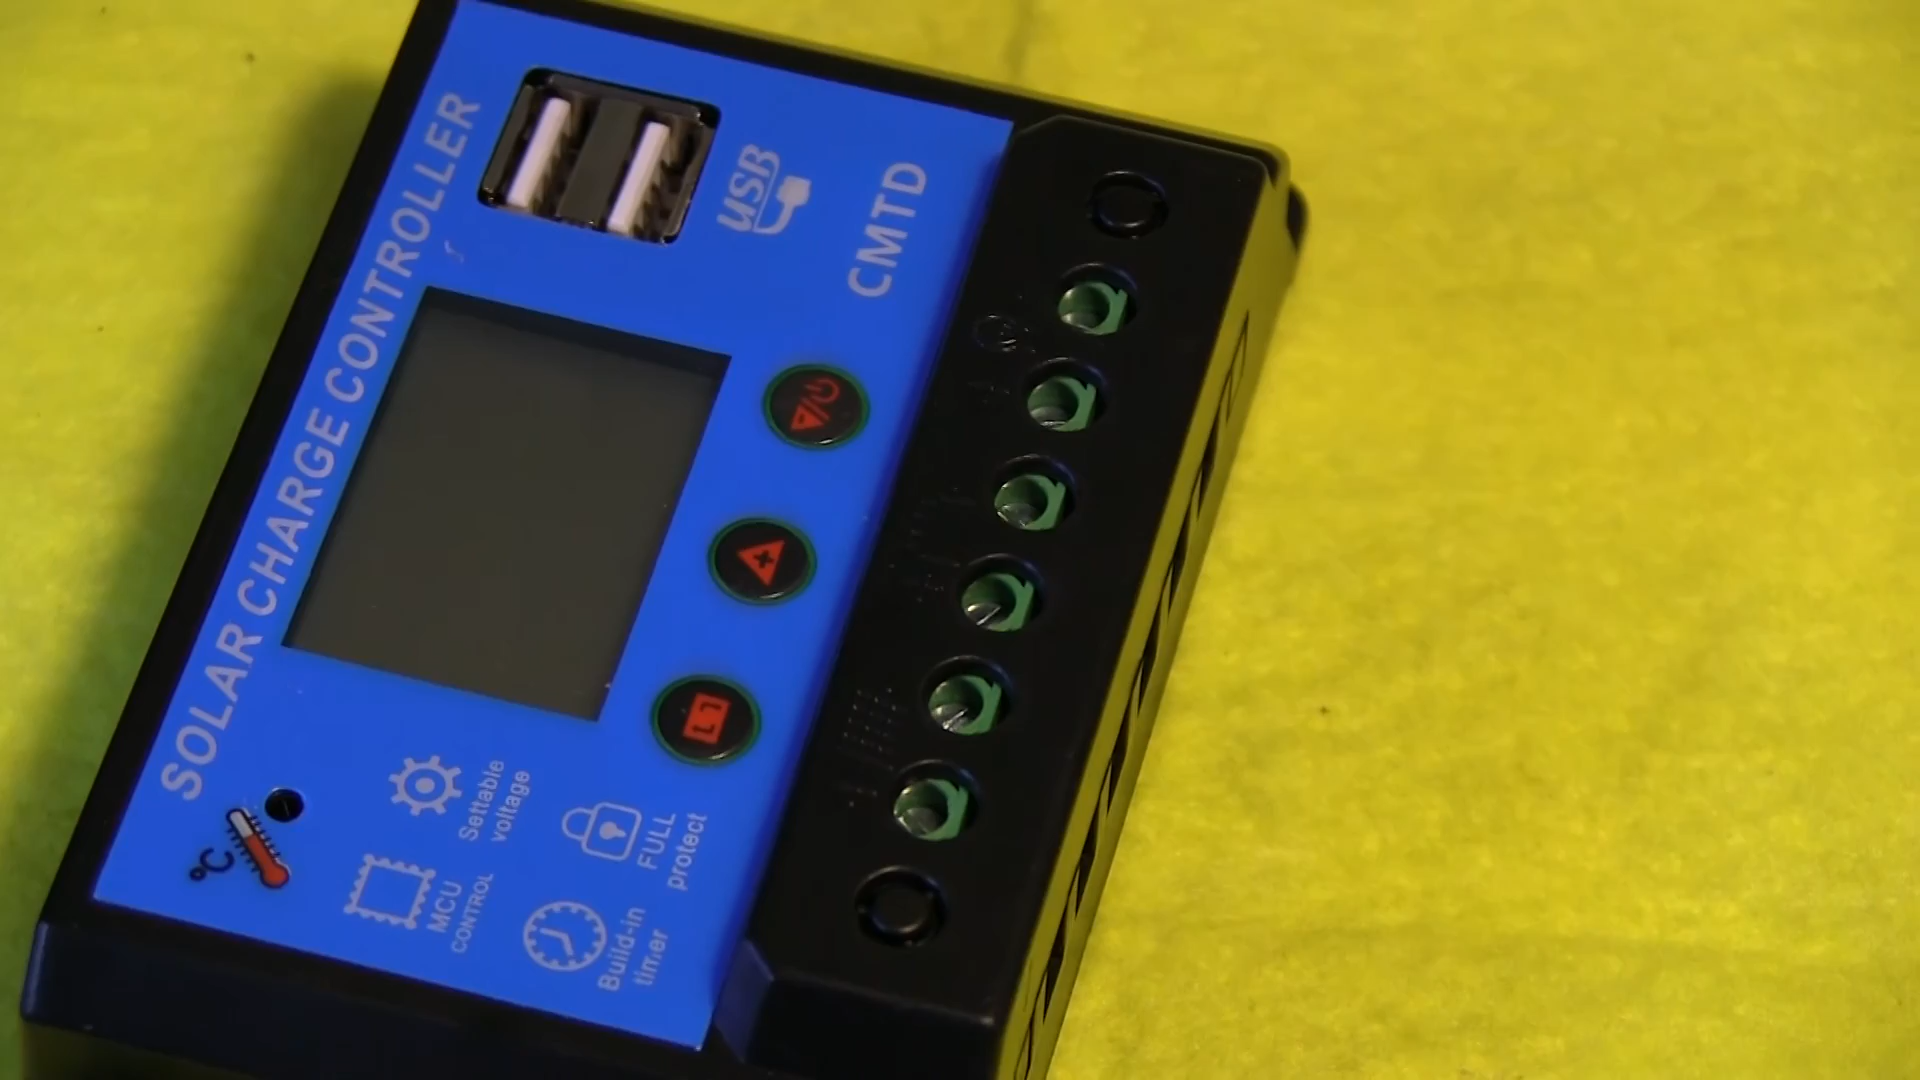 SOLAR CHARGE CONTROLLER
USB
CMTD
°C
Settable
voltage
FULL
protect
MCU
CONTROL
Build-in
timer